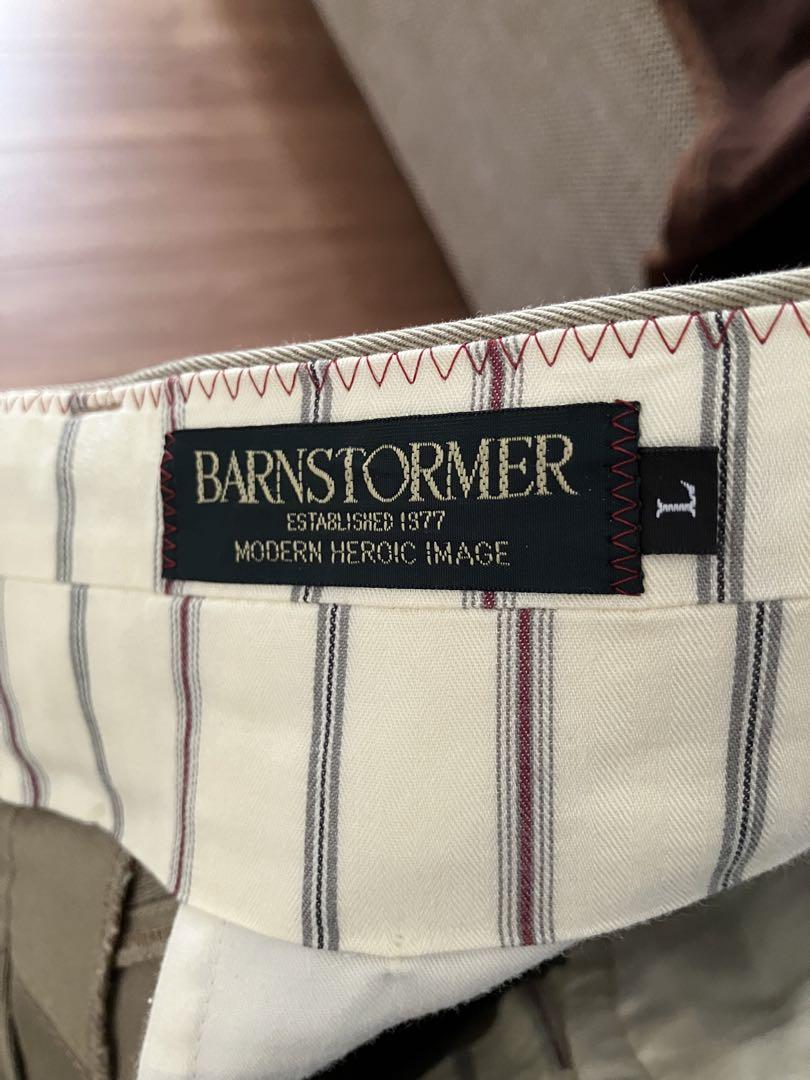 BARNSTORMER
ESTABLISHED 1977
MODERN HEROIC IMAGE
L